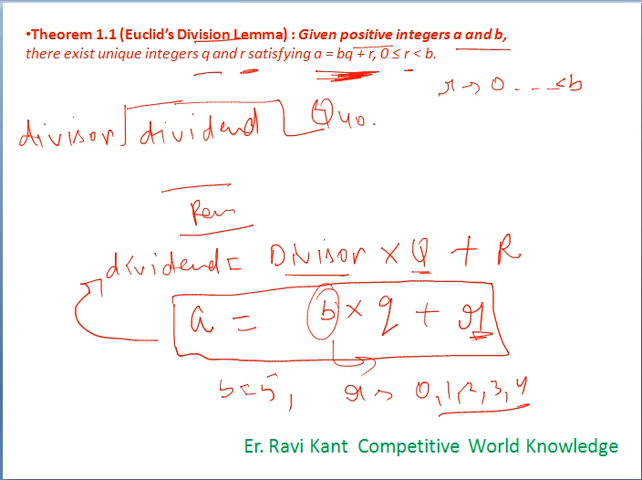 •Theorem 1.1 (Euclid's Division Lemma) : Given positive integers a and b,
there exist unique integers q and r satisfying a = bq + r, 0 ≤ r < b.
r → 0 . . - - ≤ b
divisor dividend Quo.
Rem
dividend = Divisor × Q + R
a = b × q + r
b = 5, r → 0, 1, 2, 3, 4
Er. Ravi Kant Competitive World Knowledge